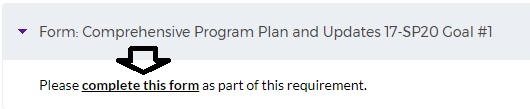 Form: Comprehensive Program Plan and Updates 17-SP20 Goal #1
Please complete this form as part of this requirement.